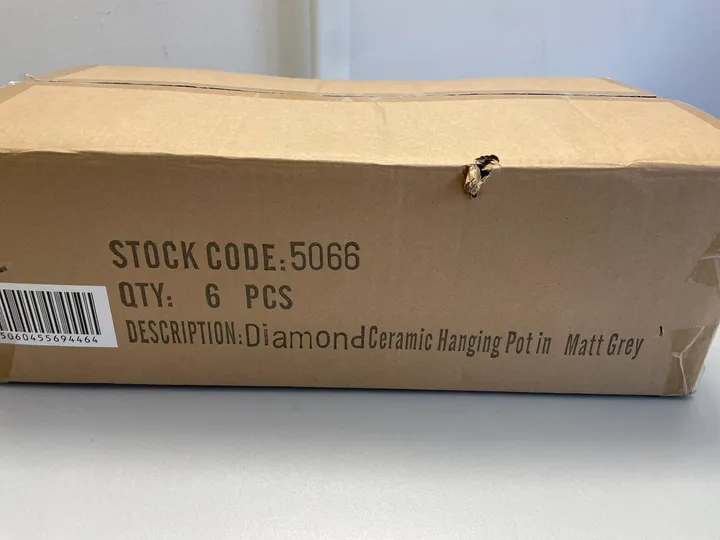 STOCK CODE:5066
QTY: 6 PCS
DESCRIPTION:Diamond Ceramic Hanging Pot in Matt Grey
5060455694464